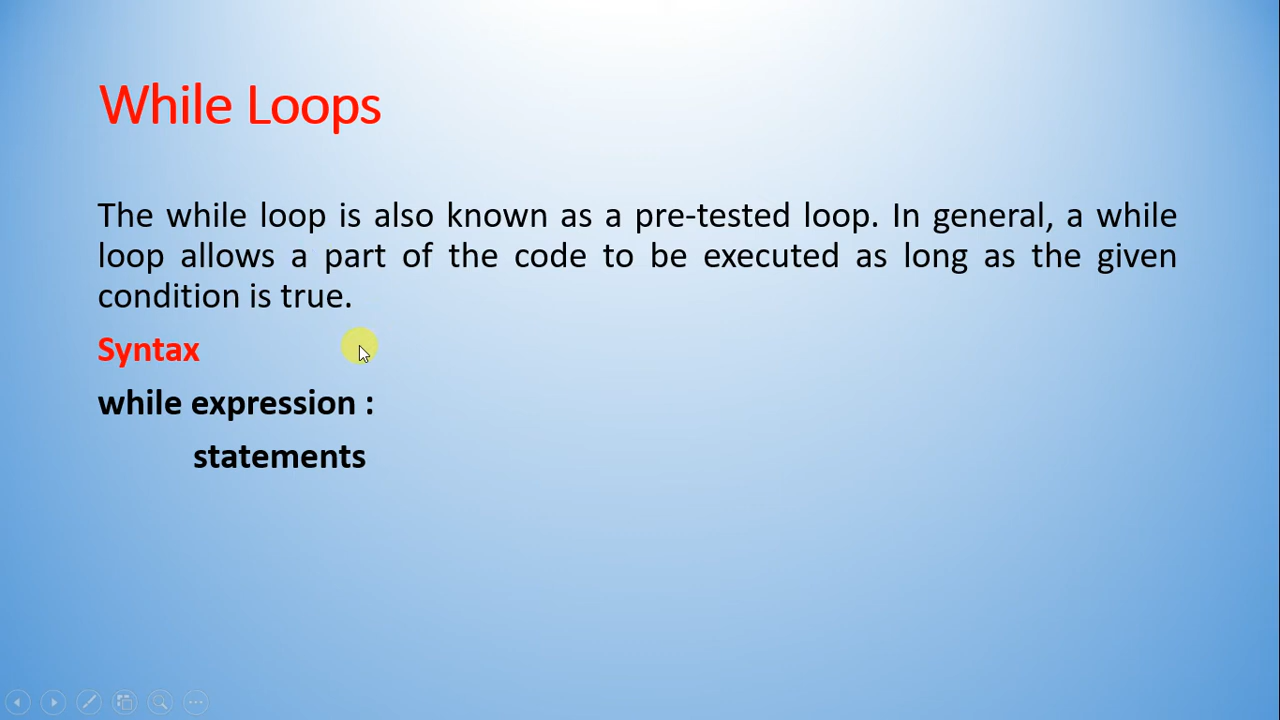 While Loops
The while loop is also known as a pre-tested loop. In general, a while
loop allows a part of the code to be executed as long as the given
condition is true.
Syntax
while expression :
statements